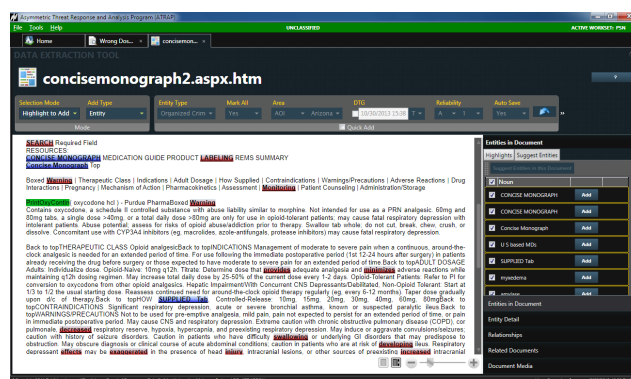 Asymmetric Threat Response and Analysis Program (ATRAP)
File Tools Help UNCLASSIFIED ACTIVE WORKSET: PSN
Home Wrong Dos... × concisemon... ×
DATA EXTRACTION TOOL
concisemonograph2.aspx.htm
Selection Mode Add Type Entity Type Mark All Area DTG Reliability Auto Save
Highlight to Add Entity Organized Crim Yes AOI Arizona 10/30/2013 15:26 T A 1 Yes »
Mode Quick Add
SEARCH Required Field
RESOURCES:
CONCISE MONOGRAPH MEDICATION GUIDE PRODUCT LABELING REMS SUMMARY
Concise Monograph Top
Boxed Warning | Therapeutic Class | Indications | Adult Dosage | How Supplied | Contraindications | Warnings/Precautions | Adverse Reactions | Drug
Interactions | Pregnancy | Mechanism of Action | Pharmacokinetics | Assessment | Monitoring | Patient Counseling | Administration/Storage
PrintOxyContin( oxycodone hcl ) - Purdue PharmaBoxed Warning
Contains oxycodone, a schedule II controlled substance with abuse liability similar to morphine. Not intended for use as a PRN analgesic. 60mg and
80mg tabs, a single dose >40mg, or a total daily dose >80mg are only for use in opioid-tolerant patients; may cause fatal respiratory depression with
intolerant patients. Abuse potential; assess for risks of opioid abuse/addiction prior to therapy. Swallow tab whole; do not cut, break, chew, crush, or
dissolve. Concomitant use with CYP3A4 inhibitors (eg, macrolides, azole-antifungals, protease inhibitors) may cause fatal respiratory depression.
Back to topTHERAPEUTIC CLASS Opioid analgesicBack to topINDICATIONS Management of moderate to severe pain when a continuous, around-the-
clock analgesic is needed for an extended period of time. For use following the immediate postoperative period (1st 12-24 hours after surgery) in patients
already receiving the drug before surgery or those expected to have moderate to severe pain for an extended period of time.Back to topADULT DOSAGE
Adults: Individualize dose. Opioid-Naive: 10mg q12h. Titrate: Determine dose that provides adequate analgesia and minimizes adverse reactions while
maintaining q12h dosing regimen. May increase total daily dose by 25-50% of the current dose every 1-2 days. Opioid-Tolerant Patients: Refer to PI for
conversion to oxycodone from other opioid analgesics. Hepatic Impairment/With Concurrent CNS Depressants/Debilitated, Non-Opioid Tolerant: Start at
1/3 to 1/2 the usual starting dose. Reassess continued need for around-the-clock opioid therapy regularly (eg, every 6-12 months). Taper dose gradually
upon d/c of therapy.Back to topHOW SUPPLIED Tab, Controlled-Release: 10mg, 15mg, 20mg, 30mg, 40mg, 60mg, 80mgBack to
topCONTRAINDICATIONS Significant respiratory depression, acute or severe bronchial asthma, known or suspected paralytic ileus.Back to
topWARNINGS/PRECAUTIONS Not to be used for pre-emptive analgesia, mild pain, pain not expected to persist for an extended period of time, or pain
in immediate postoperative period. May cause CNS and respiratory depression. Extreme caution with chronic obstructive pulmonary disease (COPD), cor
pulmonale, decreased respiratory reserve, hypoxia, hypercapnia, and preexisting respiratory depression. May induce or aggravate convulsions/seizures;
caution with history of seizure disorders. Caution in patients who have difficulty swallowing or underlying GI disorders that may predispose to
obstruction. May obscure diagnosis or clinical course of acute abdominal conditions; caution in patients who are at risk of developing ileus. Respiratory
depressant effects may be exaggerated in the presence of head injury, intracranial lesions, or other sources of preexisting increased intracranial
Entities in Document
Highlights Suggest Entities
Suggest Entities in this Document
Noun
CONCISE MONOGRAPH Add
CONCISE MONOGRAPH Add
Concise Monograph Add
U S based MDs Add
SUPPLIED Tab Add
myxedema Add
Add
Entities in Document
Entity Detail
Relationships
Related Documents
Document Media